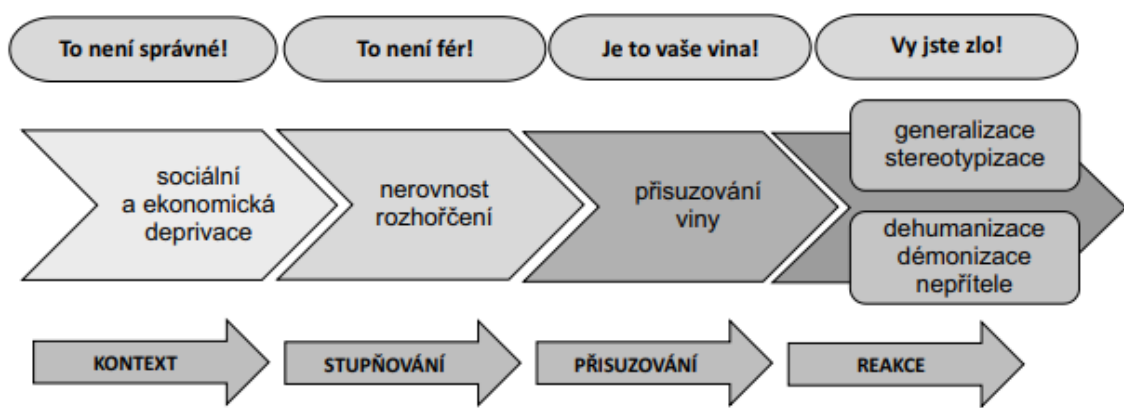 To není správné!
To není fér!
Je to vaše vina!
Vy jste zlo!
sociální
a ekonomická
deprivace
nerovnost
rozhořčení
přisuzování
viny
generalizace
stereotypizace
dehumanizace
démonizace
nepřítele
KONTEXT
STUPŇOVÁNÍ
PŘISUZOVÁNÍ
REAKCE